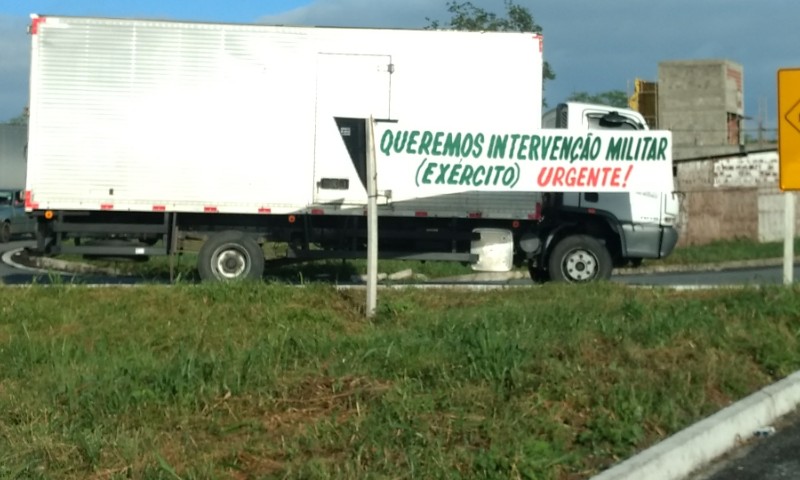 QUEREMOS INTERVENÇÃO MILITAR
(EXÉRCITO) URGENTE!